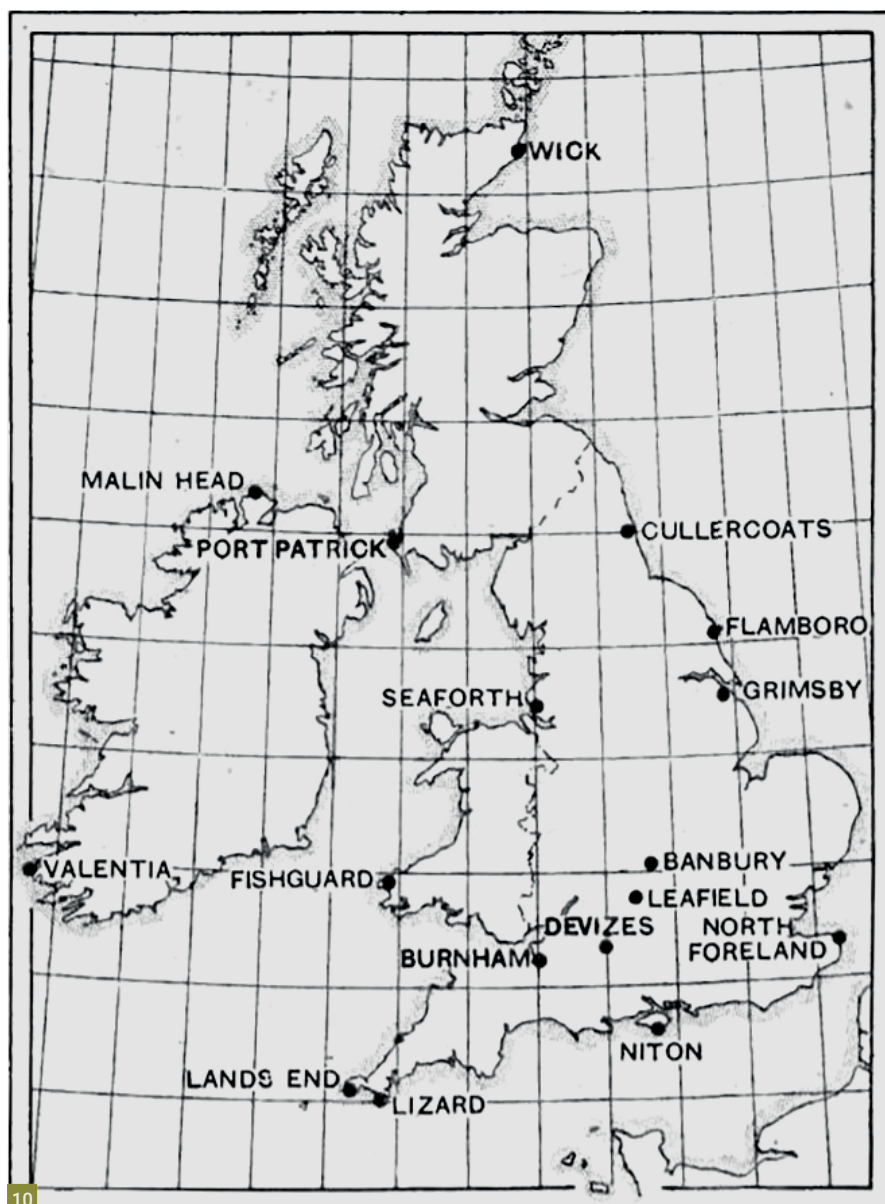 WICK
MALIN HEAD
PORT PATRICK
CULLERCOATS
FLAMBORO
SEAFORTH
GRIMSBY
VALENTIA
FISHGUARD
BANBURY
LEAFIELD
DEVIZES
NORTH
FORELAND
BURNHAM
NITON
LANDS END
LIZARD
10